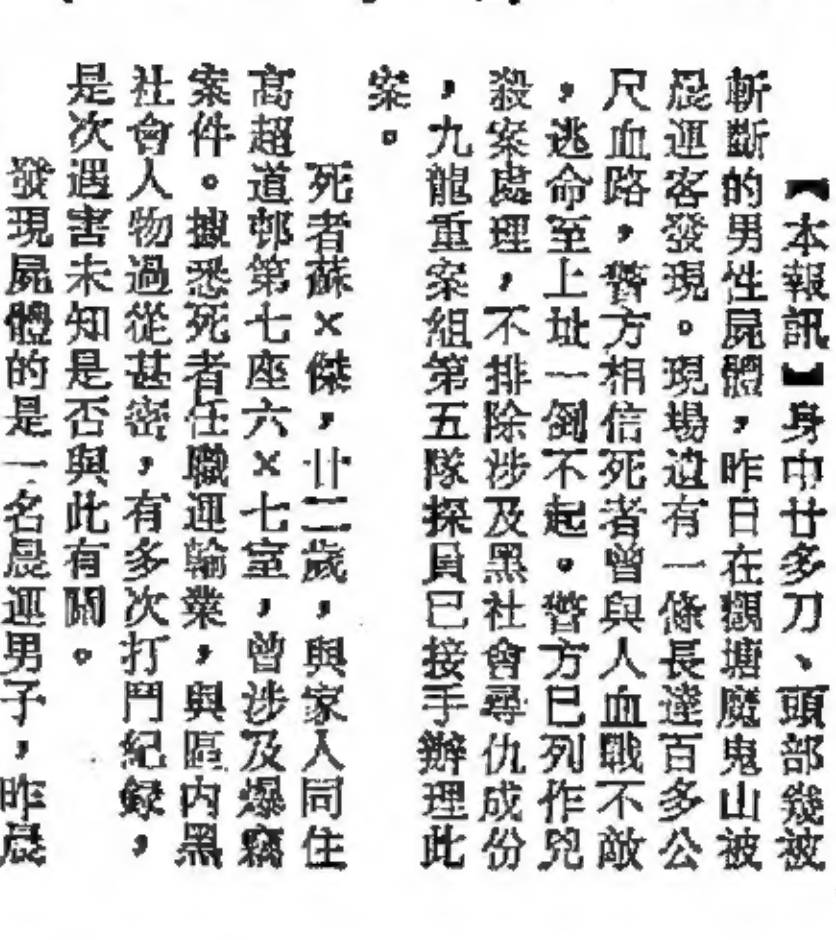 【本報訊】身中廿多刀、頭部幾被
斬斷的男性屍體，昨日在觀塘魔鬼山被
晨運客發現。現場遺有一條長達百多公
尺血路，警方相信死者曾與人血戰不敵
，逃命至上址一倒不起。警方已列作兇
殺案處理，不排除涉及黑社會尋仇成份
，九龍重案組第五隊探員已接手辦理此
案。
死者蘇×傑，廿二歲，與家人同住
高超道邨第七座六×七室，曾涉及爆竊
案件。據悉死者任職運輸業，與區內黑
社會人物過從甚密，有多次打鬥紀錄，
是次遇害未知是否與此有關。
發現屍體的是一名晨運男子，昨晨